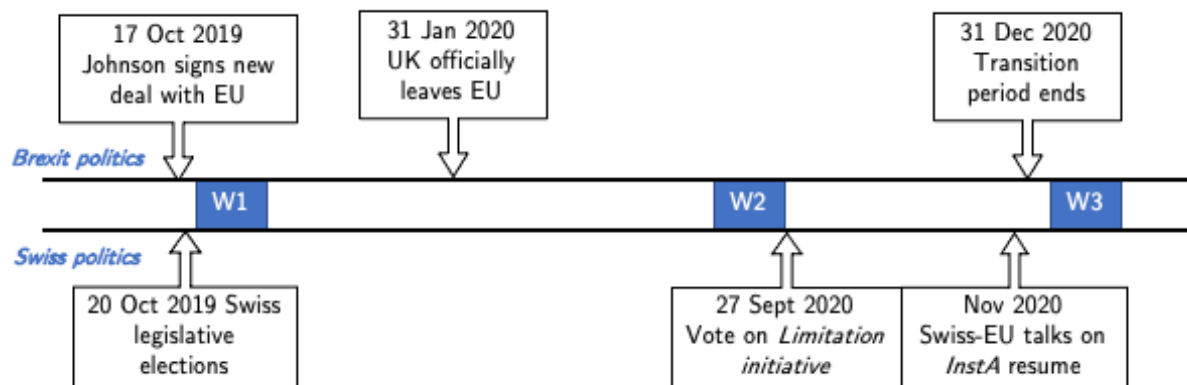 17 Oct 2019
Johnson signs new
deal with EU
31 Jan 2020
UK officially
leaves EU
31 Dec 2020
Transition
period ends
Brexit politics
W1
W2
W3
Swiss politics
20 Oct 2019 Swiss
legislative
elections
27 Sept 2020
Vote on Limitation
initiative
Nov 2020
Swiss-EU talks on
InstA resume